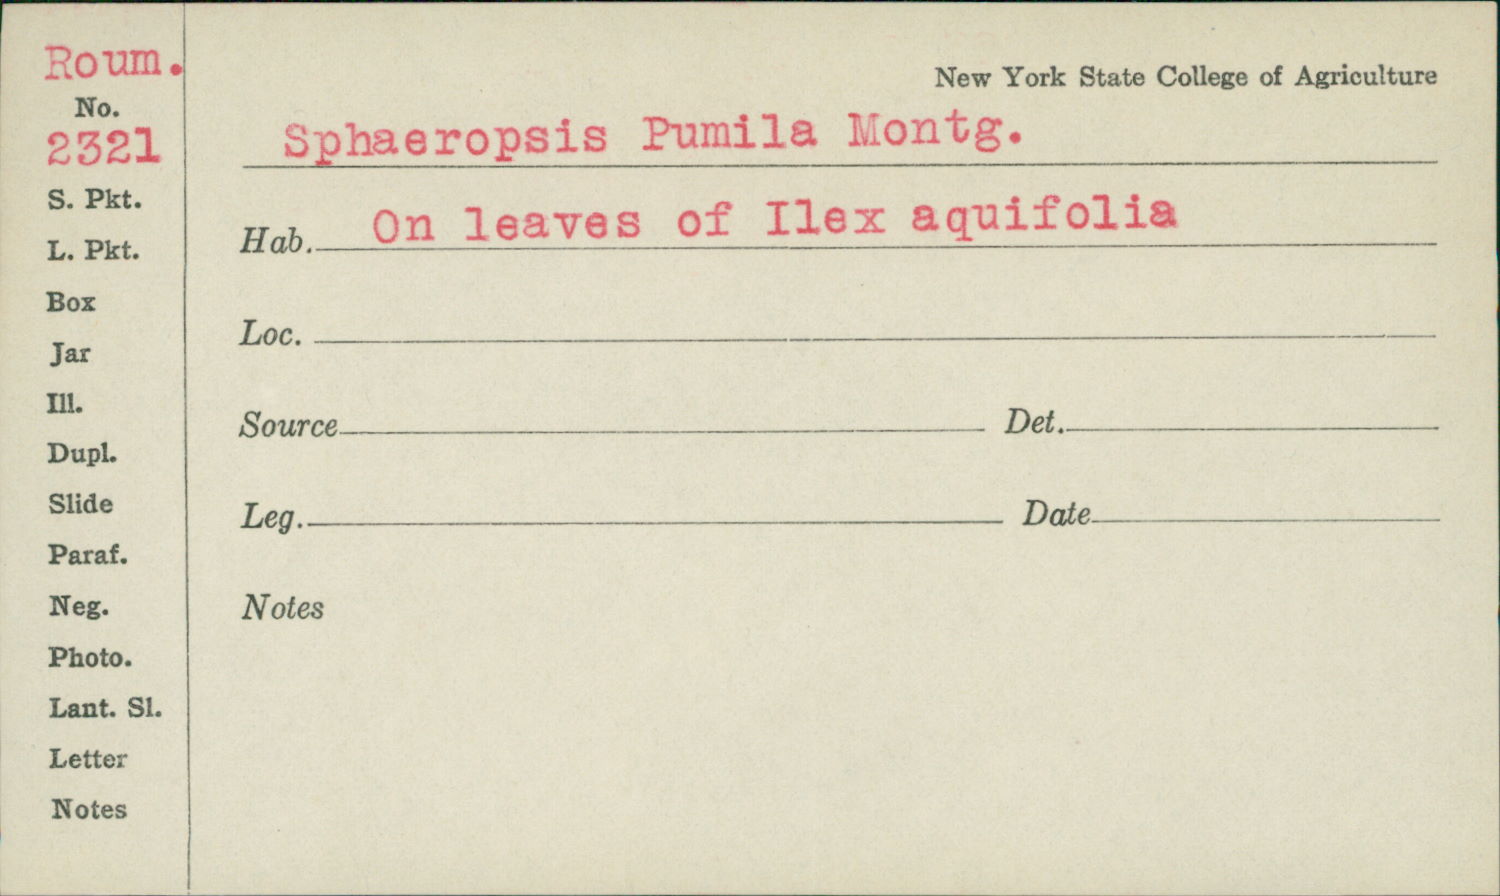 Roum.
No.
2321
S. Pkt.
L. Pkt.
Box
Jar
Ill.
Dupl.
Slide
Paraf.
Neg.
Photo.
Lant. Sl.
Letter
Notes
New York State College of Agriculture
Sphaeropsis Pumila Montg.
Hab. On leaves of Ilex aquifolia
Loc.
Source Det.
Leg. Date
Notes